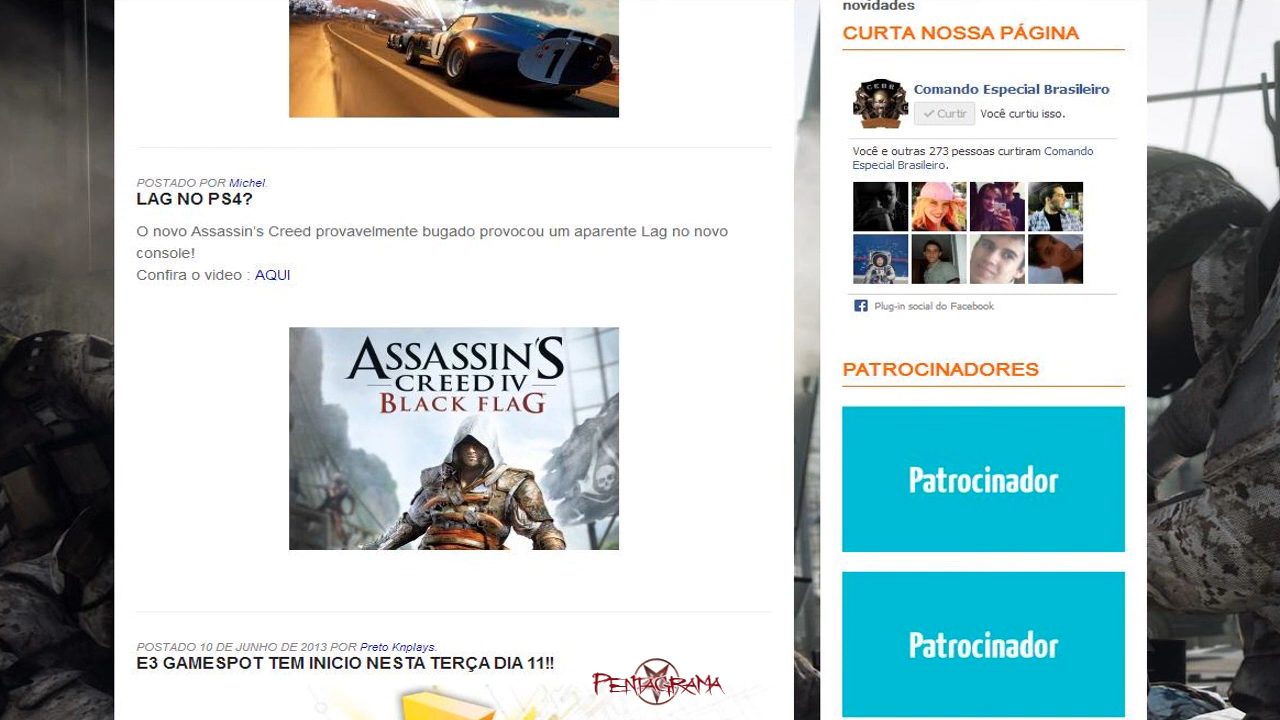 1
POSTADO POR Michel.
LAG NO PS4?
O novo Assassin's Creed provavelmente bugado provocou um aparente Lag no novo
console!
Confira o video : AQUI
ASSASSIN'S
CREED IV
BLACK FLAG
POSTADO 10 DE JUNHO DE 2013 POR Preto Knplays.
E3 GAMESPOT TEM INICIO NESTA TERÇA DIA 11!!
PENTAGRAMA
novidades
CURTA NOSSA PÁGINA
CEBR
Comando Especial Brasileiro
Curtir Você curtiu isso.
Você e outras 273 pessoas curtiram Comando
Especial Brasileiro.
Plug-in social do Facebook
PATROCINADORES
Patrocinador
Patrocinador